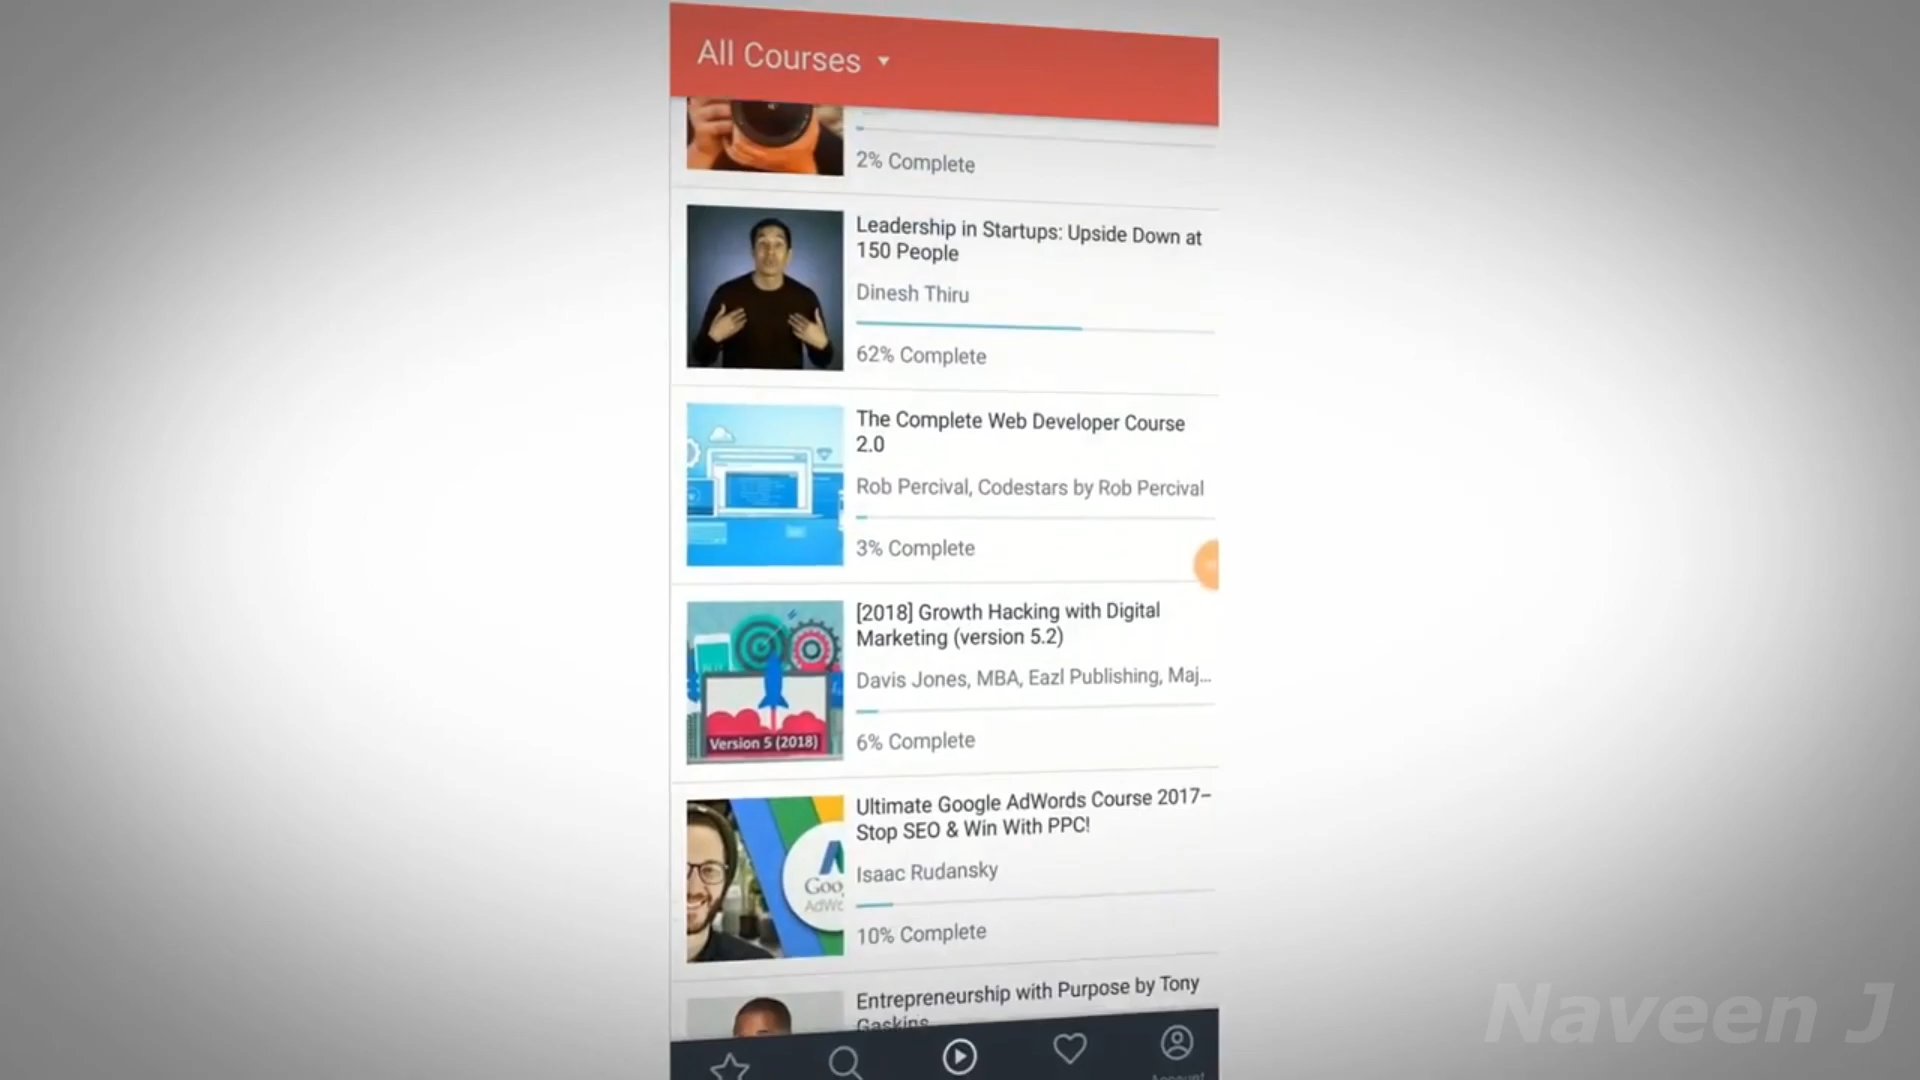 All Courses
2% Complete
Leadership in Startups: Upside Down at
150 People
Dinesh Thiru
62% Complete
The Complete Web Developer Course
2.0
Rob Percival, Codestars by Rob Percival
3% Complete
[2018] Growth Hacking with Digital
Marketing (version 5.2)
Davis Jones, MBA, Eazl Publishing, Maj...
Version 5 (2018)
6% Complete
Ultimate Google AdWords Course 2017–
Stop SEO & Win With PPC!
Isaac Rudansky
10% Complete
Entrepreneurship with Purpose by Tony
Gaskins
Naveen J